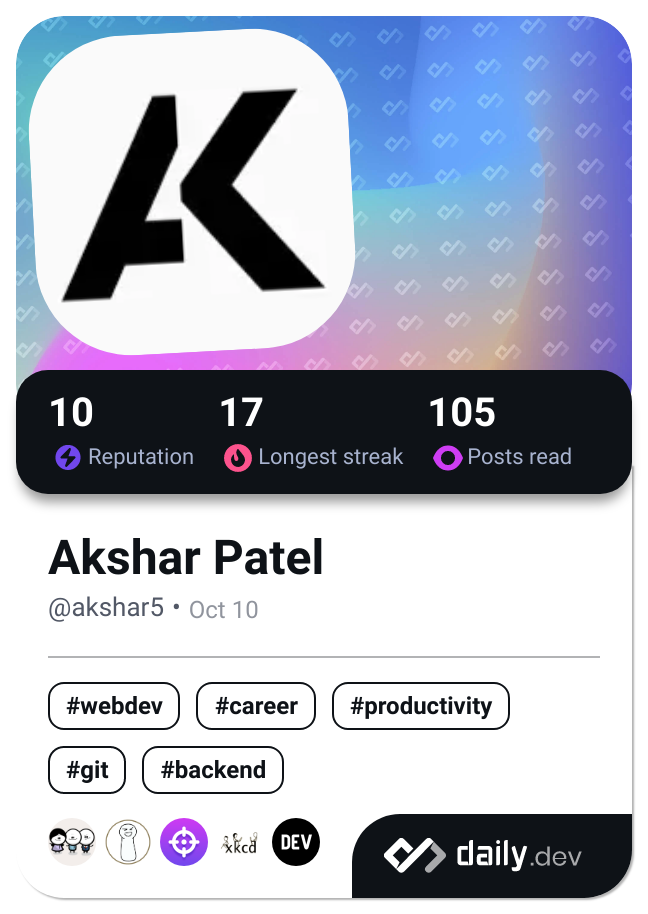 AK
10 17 105
Reputation Longest streak Posts read
Akshar Patel
@akshar5 • Oct 10
#webdev #career #productivity
#git #backend
xkcd DEV
daily.dev